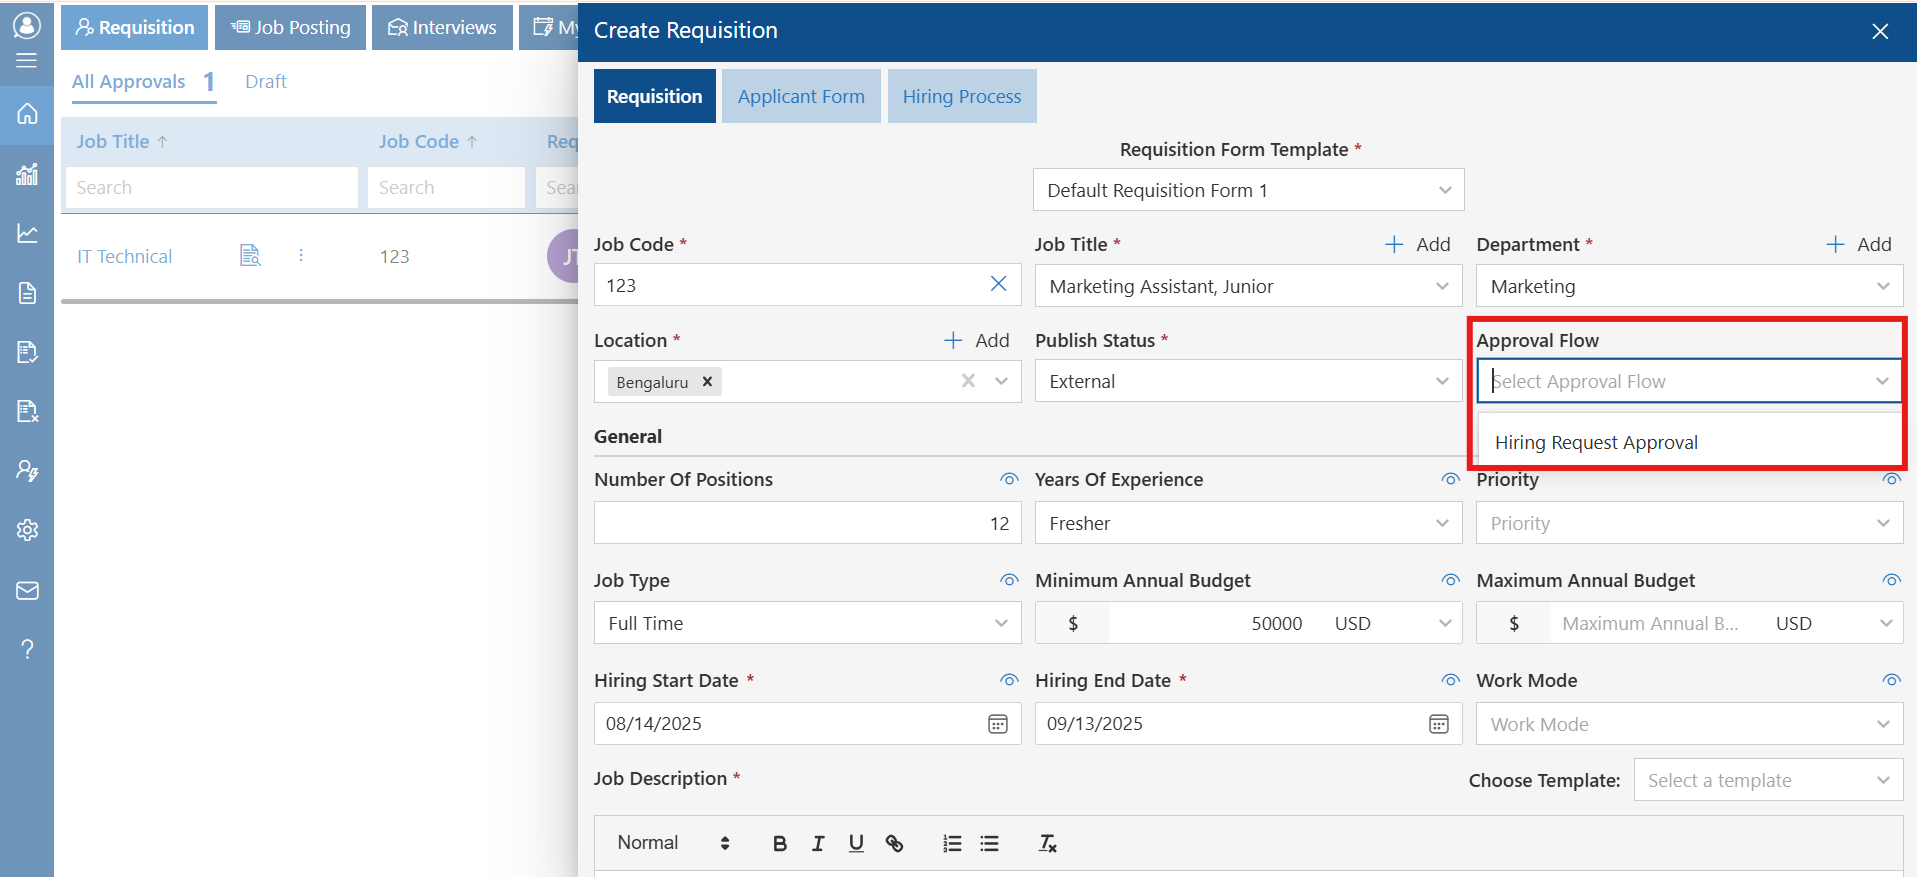 Requisition
Job Posting
Interviews
My
All Approvals 1
Draft
Job Title ↑
Job Code ↑
Req
Search
Search
Sea
IT Technical
123
JT
Create Requisition
Requisition
Applicant Form
Hiring Process
Requisition Form Template *
Default Requisition Form 1
Job Code *
Job Title *
+ Add
Department *
+ Add
123
Marketing Assistant, Junior
Marketing
Location *
+ Add
Publish Status *
Approval Flow
Bengaluru
External
Select Approval Flow
Hiring Request Approval
General
Number Of Positions
Years Of Experience
Priority
12
Fresher
Priority
Job Type
Minimum Annual Budget
Maximum Annual Budget
Full Time
$ 50000 USD
$ Maximum Annual B... USD
Hiring Start Date *
Hiring End Date *
Work Mode
08/14/2025
09/13/2025
Work Mode
Job Description *
Choose Template:
Select a template
Normal
B I U